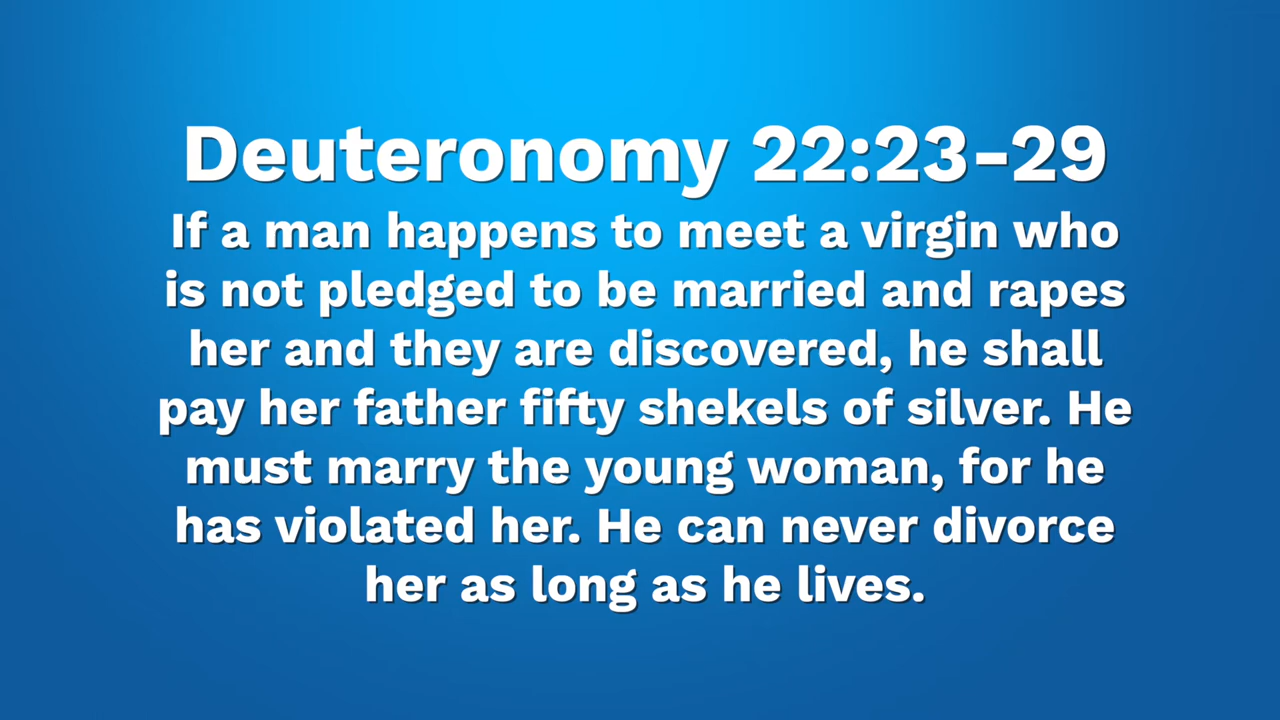 Deuteronomy 22:23-29
If a man happens to meet a virgin who
is not pledged to be married and rapes
her and they are discovered, he shall
pay her father fifty shekels of silver. He
must marry the young woman, for he
has violated her. He can never divorce
her as long as he lives.